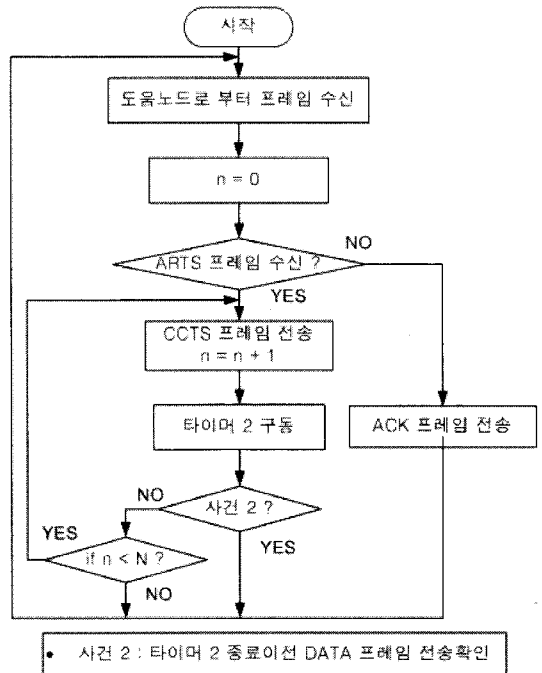 시작
도움노드로 부터 프레임 수신
n = 0
ARTS 프레임 수신 ?
NO
YES
CCTS 프레임 전송
n = n + 1
타이머 2 구동
ACK 프레임 전송
사건 2 ?
NO
YES
if n < N ?
YES
NO
• 사건 2 : 타이머 2 종료이전 DATA 프레임 전송확인